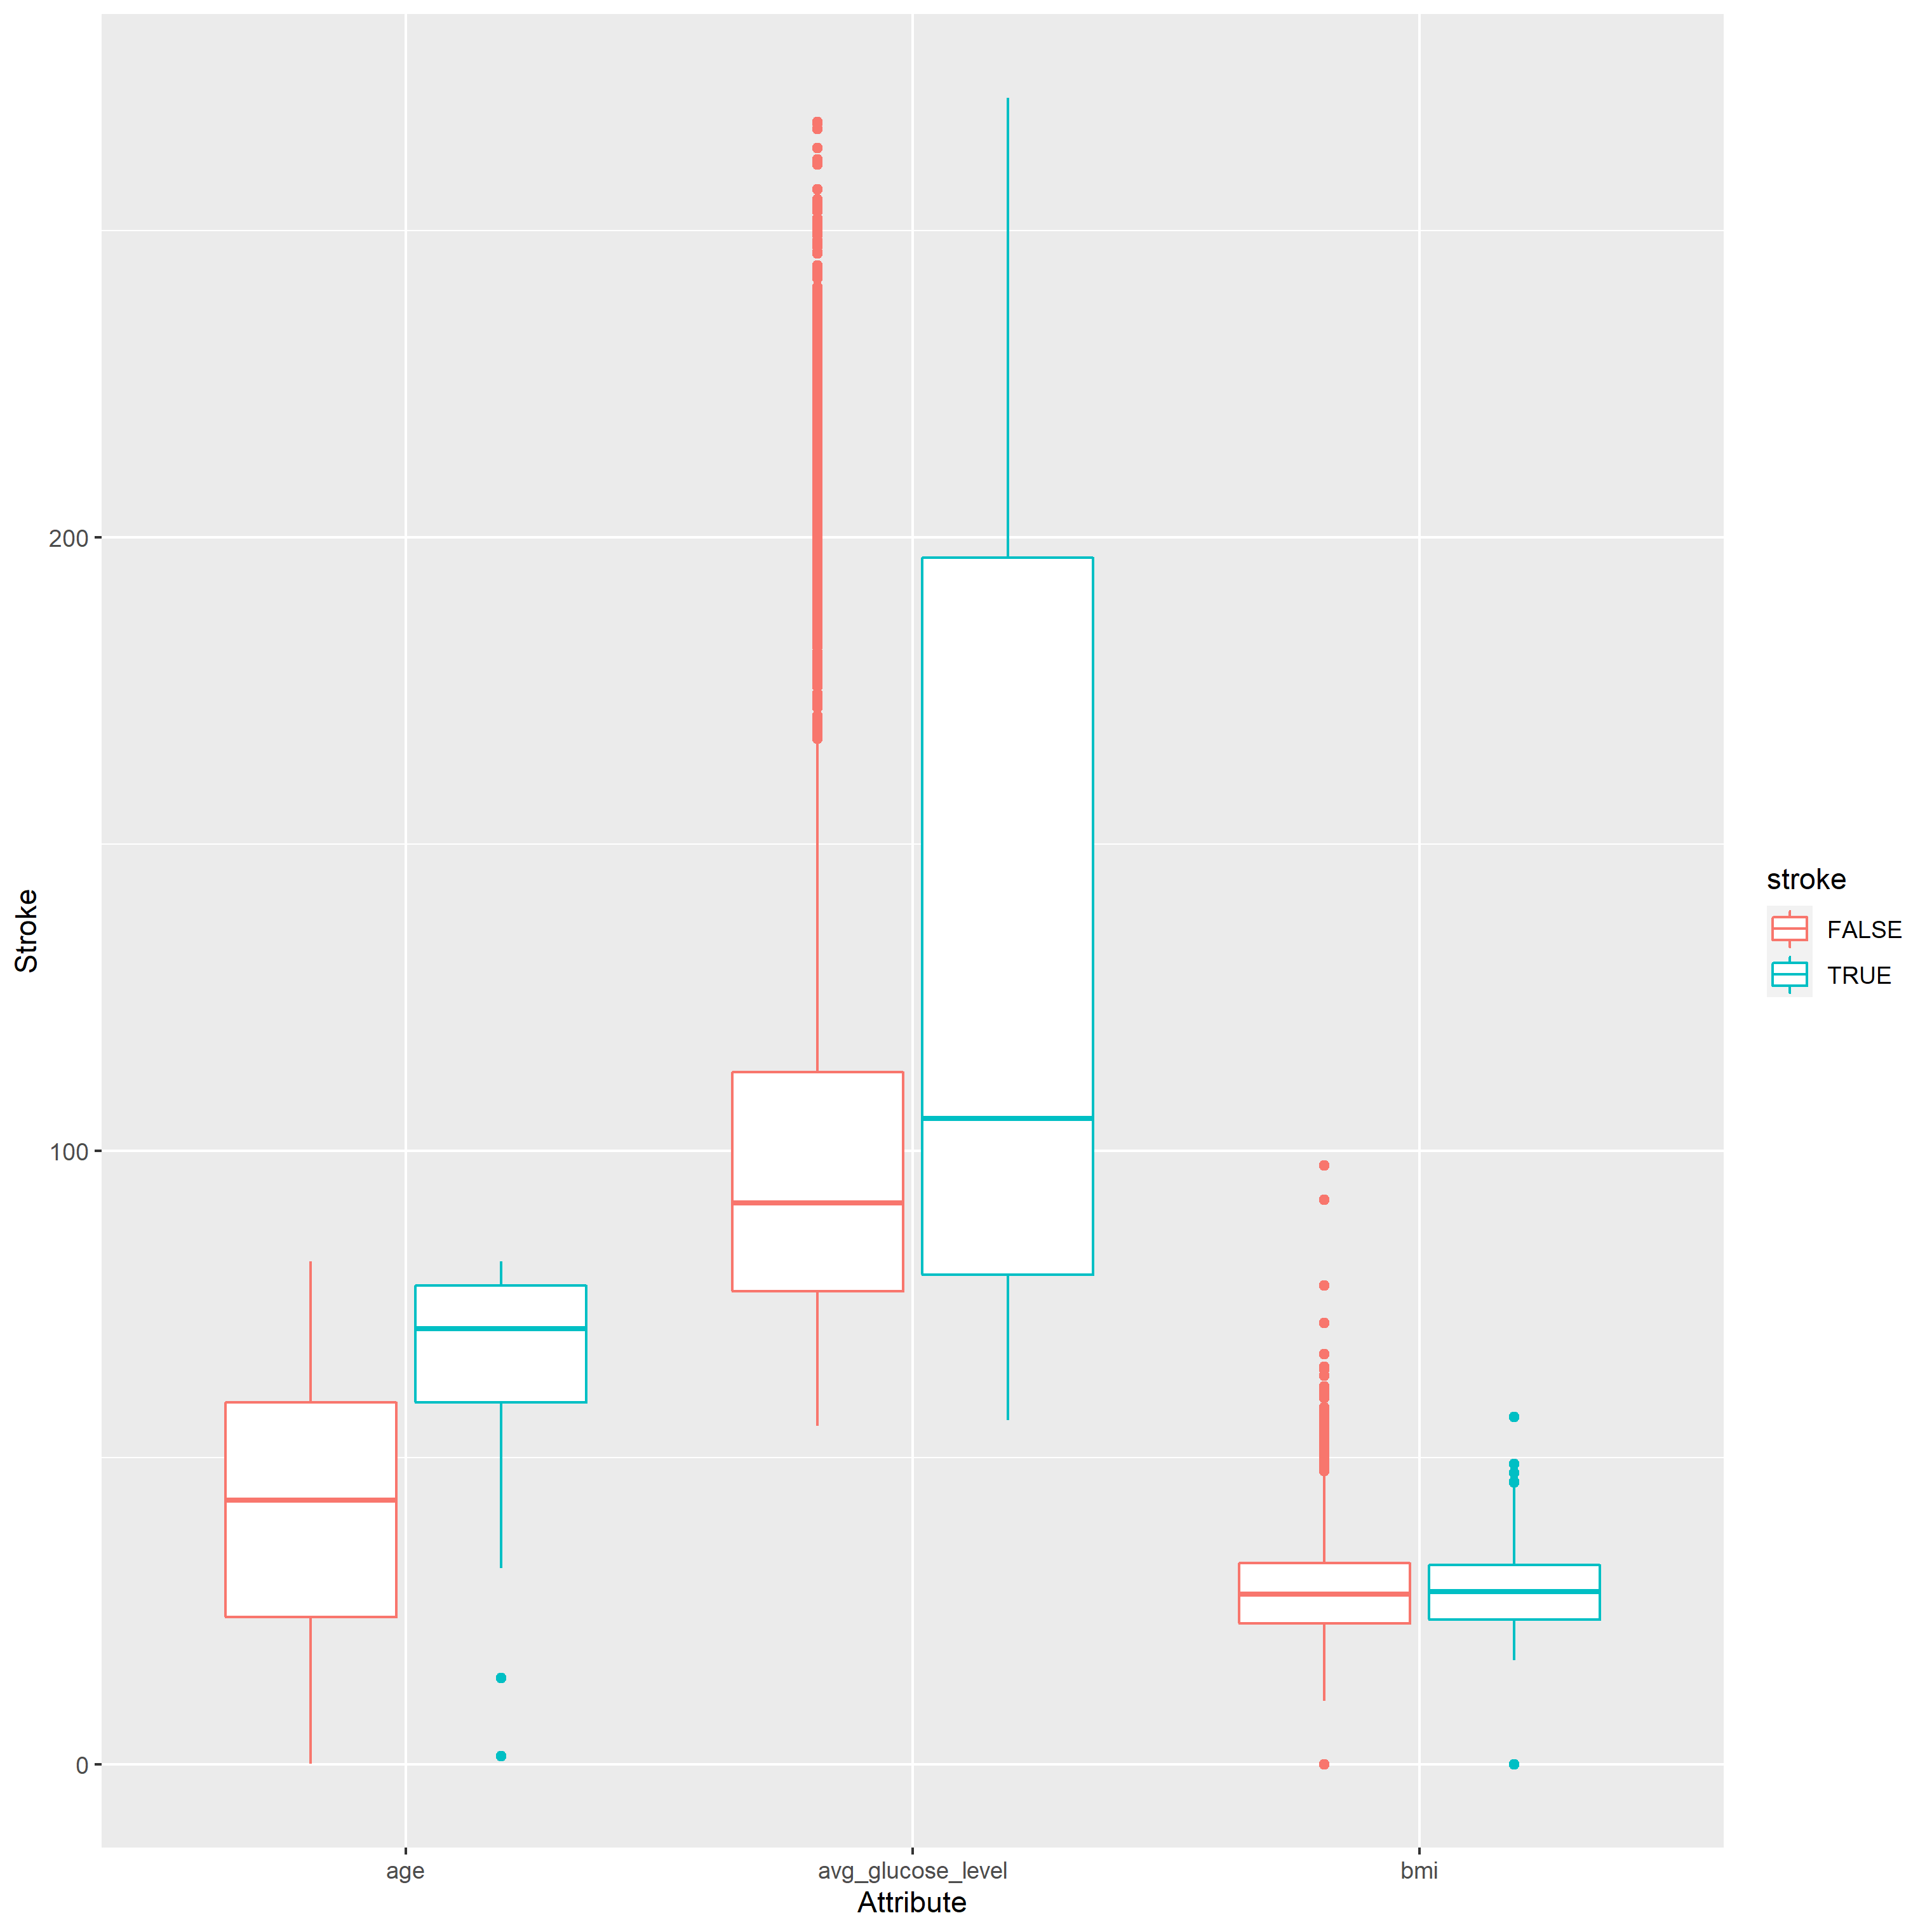 200
100
0
Stroke
age
avg_glucose_level
bmi
Attribute
stroke
FALSE
TRUE